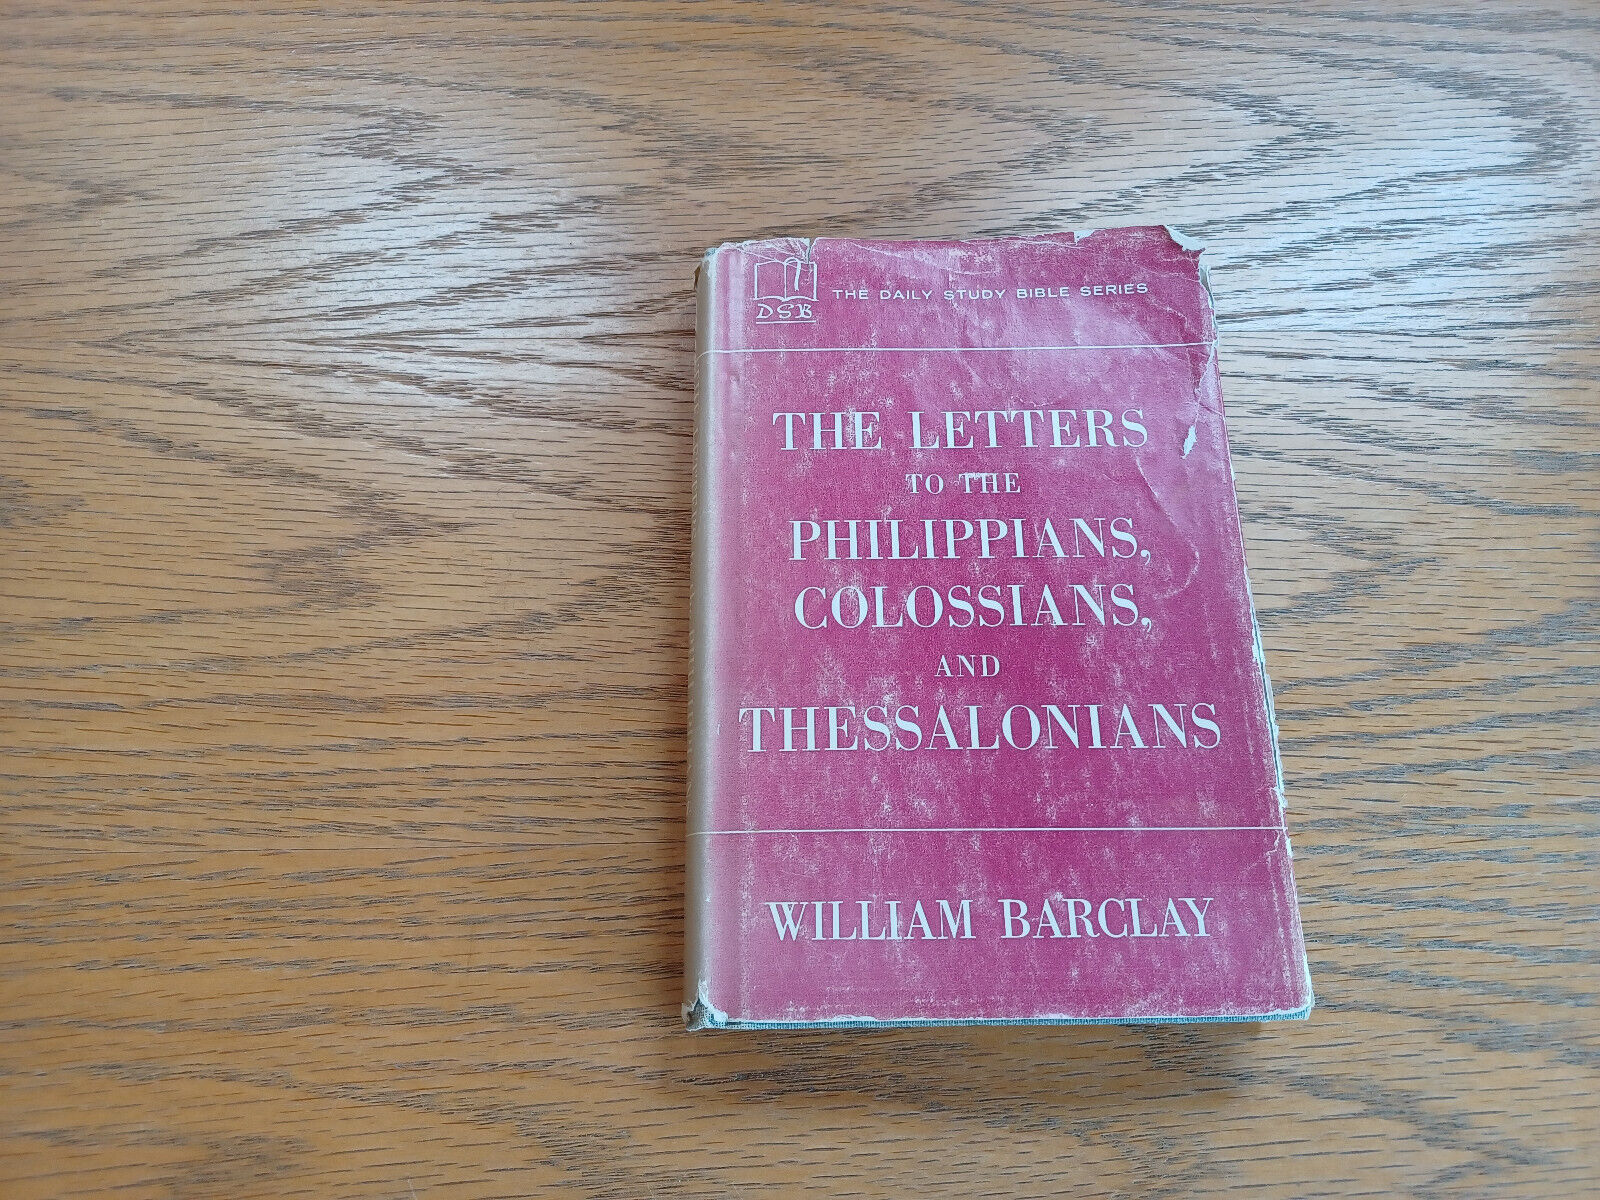 THE DAILY STUDY BIBLE SERIES
DSB
THE LETTERS
TO THE
PHILIPPIANS,
COLOSSIANS,
AND
THESSALONIANS
WILLIAM BARCLAY